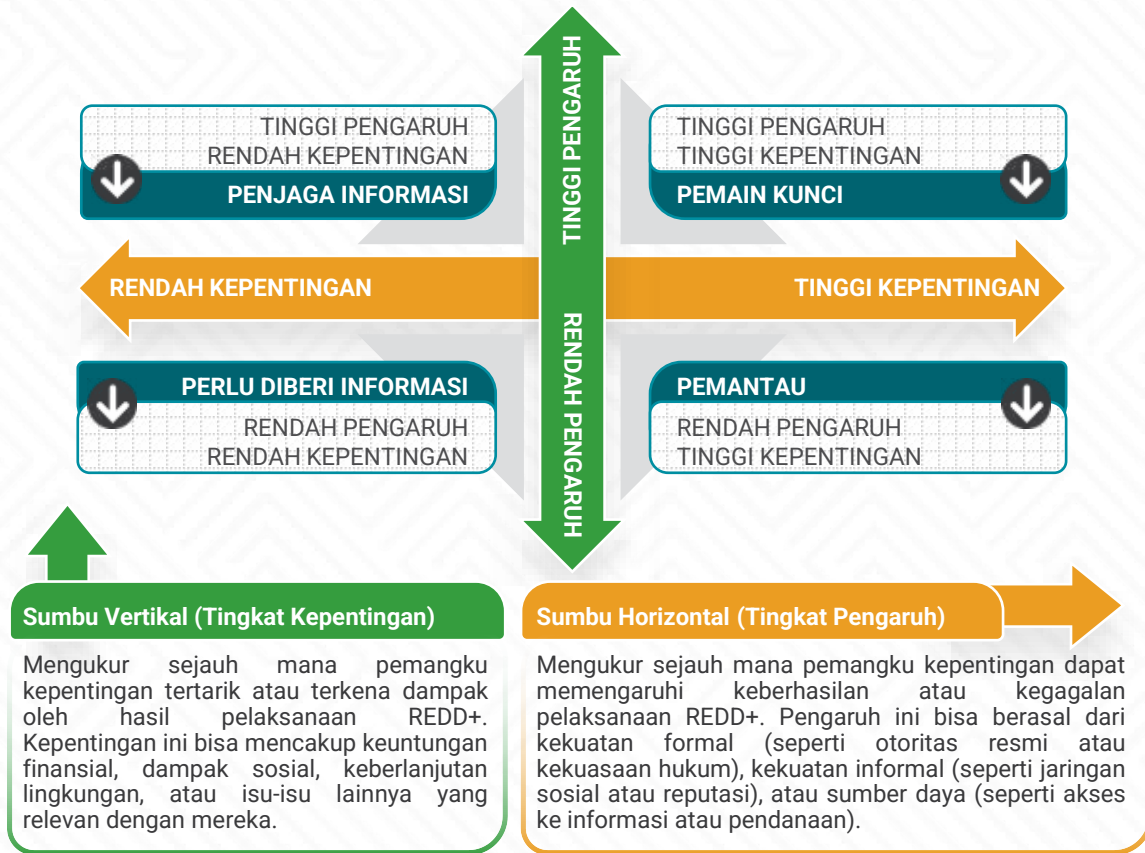 TINGGI PENGARUH
TINGGI PENGARUH
RENDAH KEPENTINGAN
PENJAGA INFORMASI
TINGGI PENGARUH
TINGGI KEPENTINGAN
PEMAIN KUNCI
RENDAH KEPENTINGAN
TINGGI KEPENTINGAN
RENDAH PENGARUH
PERLU DIBERI INFORMASI
RENDAH PENGARUH
RENDAH KEPENTINGAN
PEMANTAU
RENDAH PENGARUH
TINGGI KEPENTINGAN
Sumbu Vertikal (Tingkat Kepentingan)
Mengukur sejauh mana pemangku
kepentingan tertarik atau terkena dampak
oleh hasil pelaksanaan REDD+.
Kepentingan ini bisa mencakup keuntungan
finansial, dampak sosial, keberlanjutan
lingkungan, atau isu-isu lainnya yang
relevan dengan mereka.
Sumbu Horizontal (Tingkat Pengaruh)
Mengukur sejauh mana pemangku kepentingan dapat
memengaruhi keberhasilan atau kegagalan
pelaksanaan REDD+. Pengaruh ini bisa berasal dari
kekuatan formal (seperti otoritas resmi atau
kekuasaan hukum), kekuatan informal (seperti jaringan
sosial atau reputasi), atau sumber daya (seperti akses
ke informasi atau pendanaan).